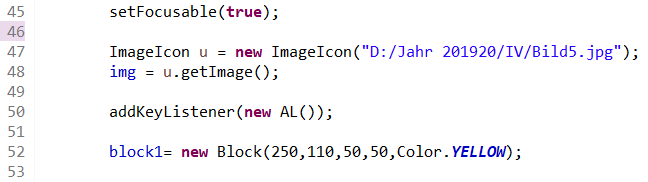 45 setFocusable(true);
46
47 ImageIcon u = new ImageIcon("D:/Jahr 201920/IV/Bild5.jpg");
48 img = u.getImage();
49
50 addKeyListener(new AL());
51
52 block1= new Block(250,110,50,50,Color.YELLOW);
53